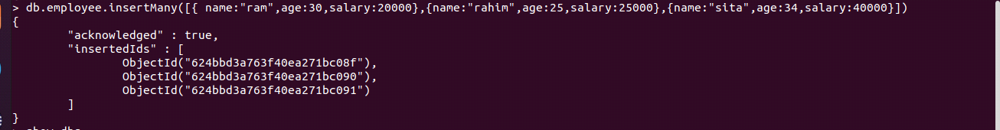 > db.employee.insertMany([{ name:"ram",age:30,salary:20000},{name:"rahim",age:25,salary:25000},{name:"sita",age:34,salary:40000}])
{
        "acknowledged" : true,
        "insertedIds" : [
                ObjectId("624bbd3a763f40ea271bc08f"),
                ObjectId("624bbd3a763f40ea271bc090"),
                ObjectId("624bbd3a763f40ea271bc091")
        ]
}